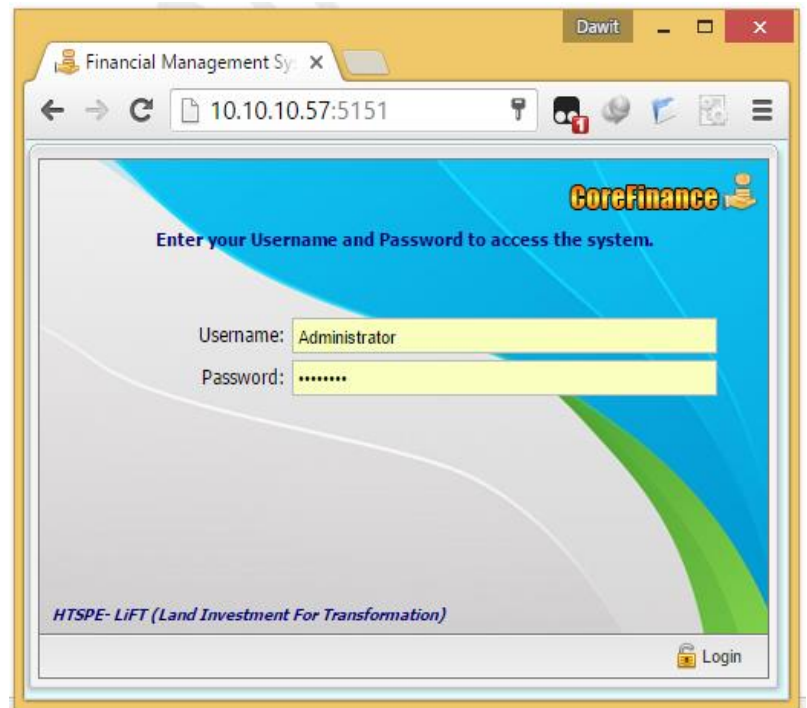 Dawit
Financial Management Sy
10.10.10.57:5151
1
CoreFinance
Enter your Username and Password to access the system.
Username: Administrator
Password: ••••••••
HTSPE- LiFT (Land Investment For Transformation)
Login